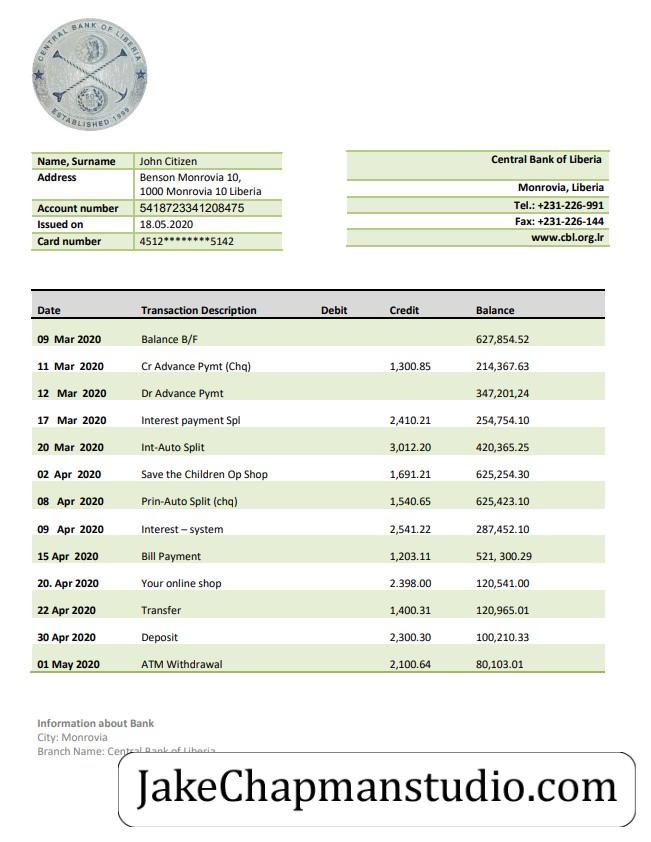 CENTRAL BANK OF LIBERIA
ESTABLISHED 1999
Name, Surname John Citizen
Address Benson Monrovia 10,
1000 Monrovia 10 Liberia
Account number 5418723341208475
Issued on 18.05.2020
Card number 4512********5142
Central Bank of Liberia
Monrovia, Liberia
Tel.: +231-226-991
Fax: +231-226-144
www.cbl.org.lr
Date Transaction Description Debit Credit Balance
09 Mar 2020 Balance B/F 627,854.52
11 Mar 2020 Cr Advance Pymt (Chq) 1,300.85 214,367.63
12 Mar 2020 Dr Advance Pymt 347,201,24
17 Mar 2020 Interest payment Spl 2,410.21 254,754.10
20 Mar 2020 Int-Auto Split 3,012.20 420,365.25
02 Apr 2020 Save the Children Op Shop 1,691.21 625,254.30
08 Apr 2020 Prin-Auto Split (chq) 1,540.65 625,423.10
09 Apr 2020 Interest – system 2,541.22 287,452.10
15 Apr 2020 Bill Payment 1,203.11 521, 300.29
20. Apr 2020 Your online shop 2.398.00 120,541.00
22 Apr 2020 Transfer 1,400.31 120,965.01
30 Apr 2020 Deposit 2,300.30 100,210.33
01 May 2020 ATM Withdrawal 2,100.64 80,103.01
Information about Bank
City: Monrovia
Branch Name: Central Bank of Liberia
JakeChapmanstudio.com